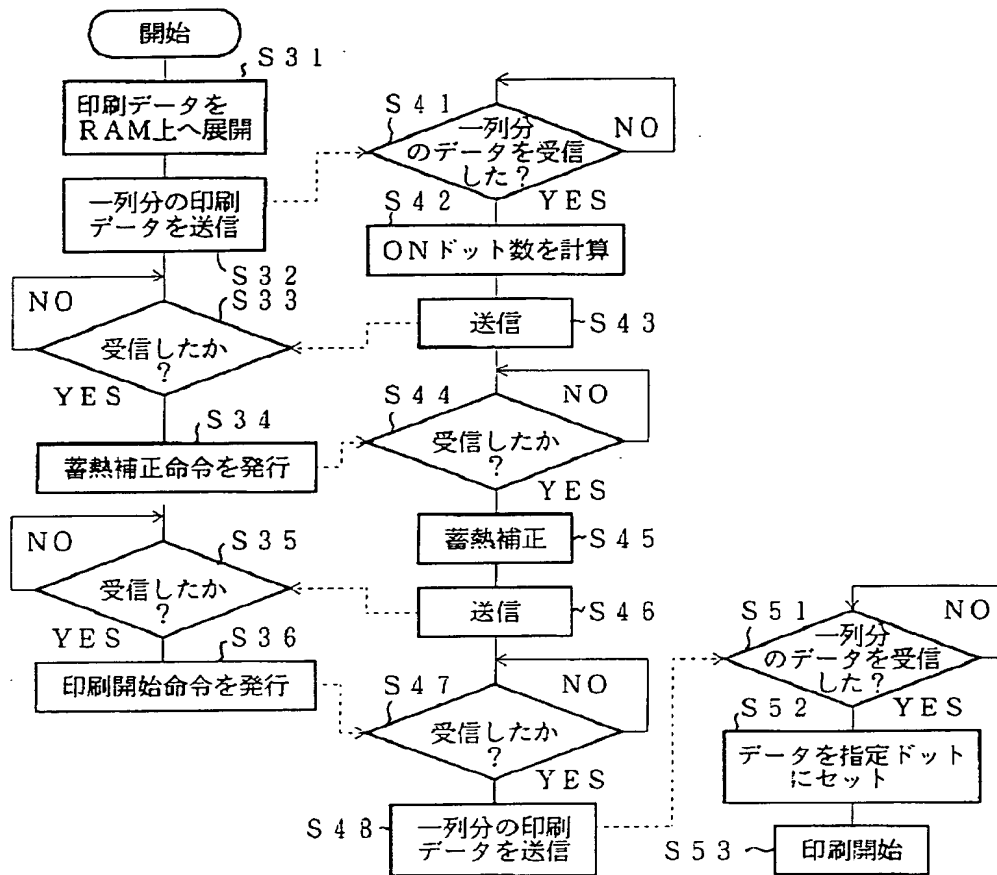 開始
S31
印刷データを
RAM上へ展開
一列分の印刷
データを送信
S32
NO
S33
受信したか
?
YES
S34
蓄熱補正命令を発行
NO
S35
受信したか
?
YES
S36
印刷開始命令を発行
S41
一列分
のデータを受信
した?
NO
YES
S42
ONドット数を計算
送信
S43
S44
NO
受信したか
?
YES
蓄熱補正
S45
送信
S46
S47
NO
受信したか
?
YES
S48
一列分の印刷
データを送信
S51
一列分
のデータを受信
した?
NO
YES
S52
データを指定ドット
にセット
S53
印刷開始